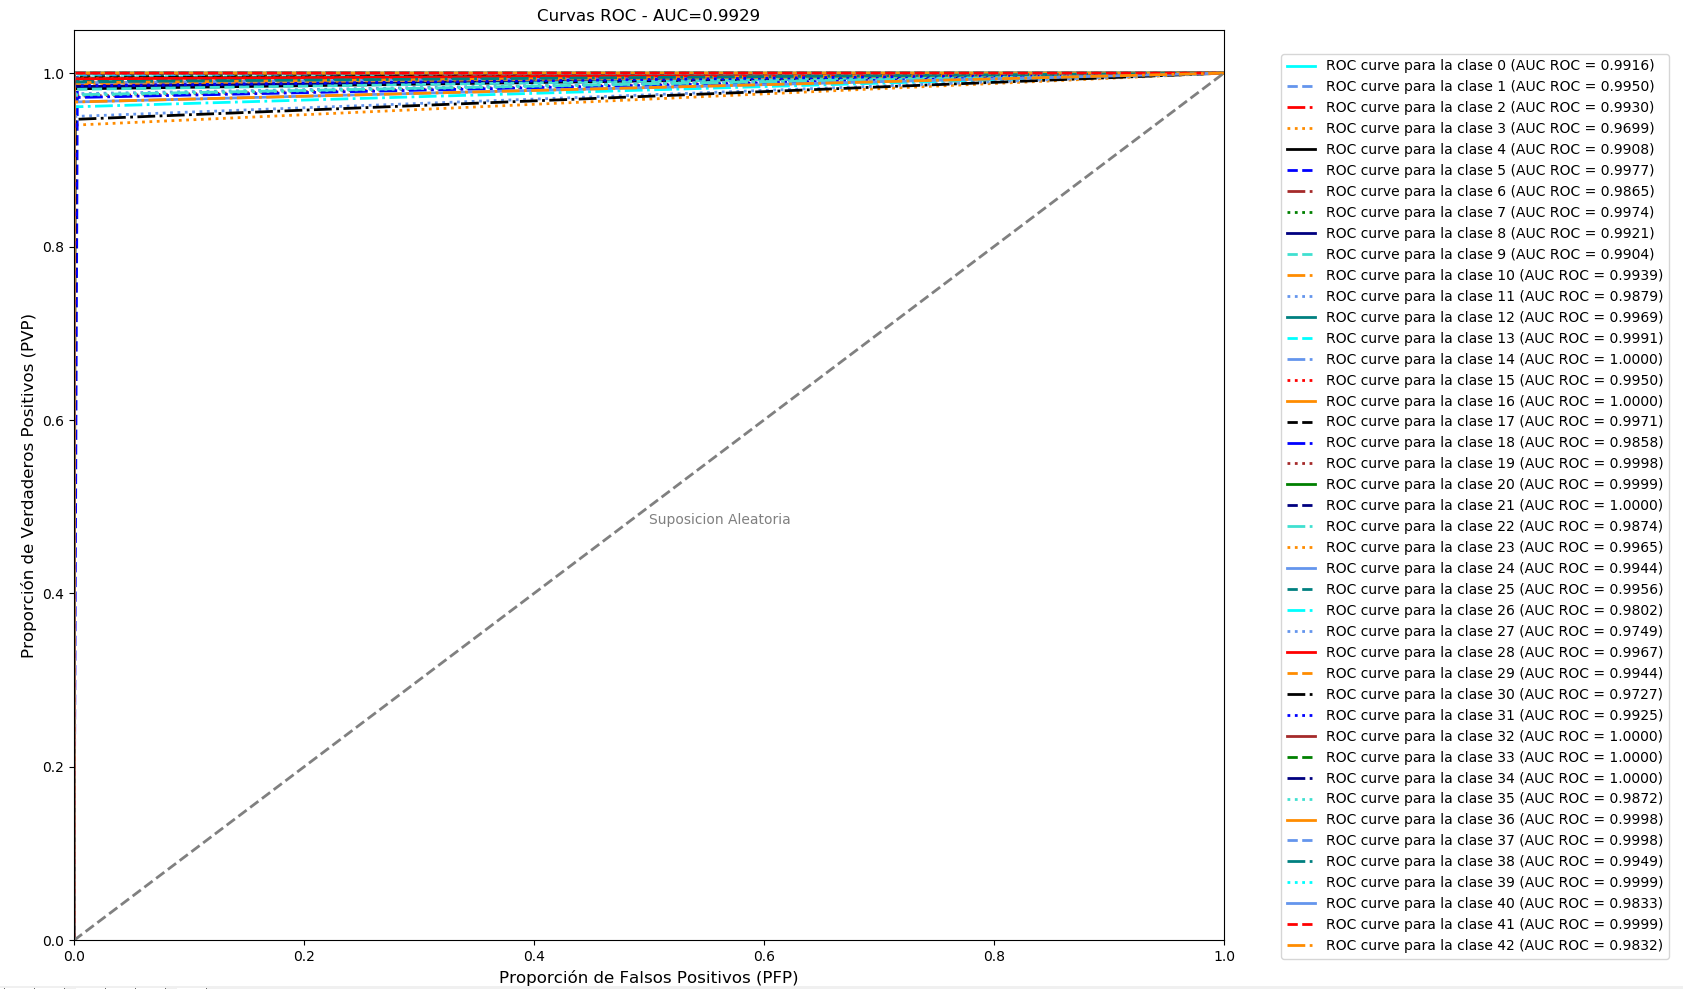 Curvas ROC - AUC=0.9929
1.0
0.8
0.6
0.4
0.2
0.0
Proporción de Verdaderos Positivos (PVP)
Suposicion Aleatoria
0.0 0.2 0.4 0.6 0.8 1.0
Proporción de Falsos Positivos (PFP)
ROC curve para la clase 0 (AUC ROC = 0.9916)
ROC curve para la clase 1 (AUC ROC = 0.9950)
ROC curve para la clase 2 (AUC ROC = 0.9930)
ROC curve para la clase 3 (AUC ROC = 0.9699)
ROC curve para la clase 4 (AUC ROC = 0.9908)
ROC curve para la clase 5 (AUC ROC = 0.9977)
ROC curve para la clase 6 (AUC ROC = 0.9865)
ROC curve para la clase 7 (AUC ROC = 0.9974)
ROC curve para la clase 8 (AUC ROC = 0.9921)
ROC curve para la clase 9 (AUC ROC = 0.9904)
ROC curve para la clase 10 (AUC ROC = 0.9939)
ROC curve para la clase 11 (AUC ROC = 0.9879)
ROC curve para la clase 12 (AUC ROC = 0.9969)
ROC curve para la clase 13 (AUC ROC = 0.9991)
ROC curve para la clase 14 (AUC ROC = 1.0000)
ROC curve para la clase 15 (AUC ROC = 0.9950)
ROC curve para la clase 16 (AUC ROC = 1.0000)
ROC curve para la clase 17 (AUC ROC = 0.9971)
ROC curve para la clase 18 (AUC ROC = 0.9858)
ROC curve para la clase 19 (AUC ROC = 0.9998)
ROC curve para la clase 20 (AUC ROC = 0.9999)
ROC curve para la clase 21 (AUC ROC = 1.0000)
ROC curve para la clase 22 (AUC ROC = 0.9874)
ROC curve para la clase 23 (AUC ROC = 0.9965)
ROC curve para la clase 24 (AUC ROC = 0.9944)
ROC curve para la clase 25 (AUC ROC = 0.9956)
ROC curve para la clase 26 (AUC ROC = 0.9802)
ROC curve para la clase 27 (AUC ROC = 0.9749)
ROC curve para la clase 28 (AUC ROC = 0.9967)
ROC curve para la clase 29 (AUC ROC = 0.9944)
ROC curve para la clase 30 (AUC ROC = 0.9727)
ROC curve para la clase 31 (AUC ROC = 0.9925)
ROC curve para la clase 32 (AUC ROC = 1.0000)
ROC curve para la clase 33 (AUC ROC = 1.0000)
ROC curve para la clase 34 (AUC ROC = 1.0000)
ROC curve para la clase 35 (AUC ROC = 0.9872)
ROC curve para la clase 36 (AUC ROC = 0.9998)
ROC curve para la clase 37 (AUC ROC = 0.9998)
ROC curve para la clase 38 (AUC ROC = 0.9949)
ROC curve para la clase 39 (AUC ROC = 0.9999)
ROC curve para la clase 40 (AUC ROC = 0.9833)
ROC curve para la clase 41 (AUC ROC = 0.9999)
ROC curve para la clase 42 (AUC ROC = 0.9832)